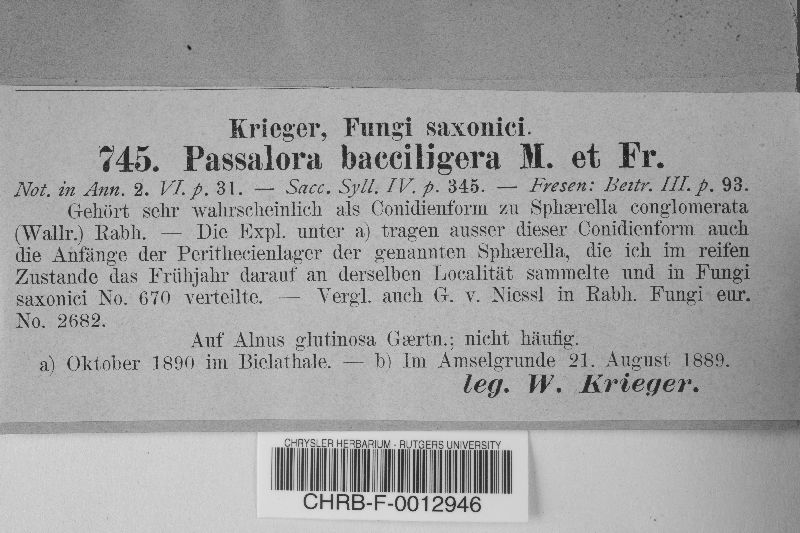 Krieger, Fungi saxonici.
745. Passalora bacciligera M. et Fr.
Not. in Ann. 2. VI. p. 31. — Sacc. Syll. IV. p. 345. — Fresen: Beitr. III. p. 93.
Gehört sehr wahrscheinlich als Conidienform zu Sphærella conglomerata
(Wallr.) Rabh. — Die Expl. unter a) tragen ausser dieser Conidienform auch
die Anfänge der Perithecienlager der genannten Sphærella, die ich im reifen
Zustande das Frühjahr darauf an derselben Localität sammelte und in Fungi
saxonici No. 670 verteilte. — Vergl. auch G. v. Niessl in Rabh. Fungi eur.
No. 2682.
Auf Alnus glutinosa Gærtn.; nicht häufig.
a) Oktober 1890 im Bielathale. — b) Im Amselgrunde 21. August 1889.
leg. W. Krieger.
CHRYSLER HERBARIUM - RUTGERS UNIVERSITY
CHRB-F-0012946